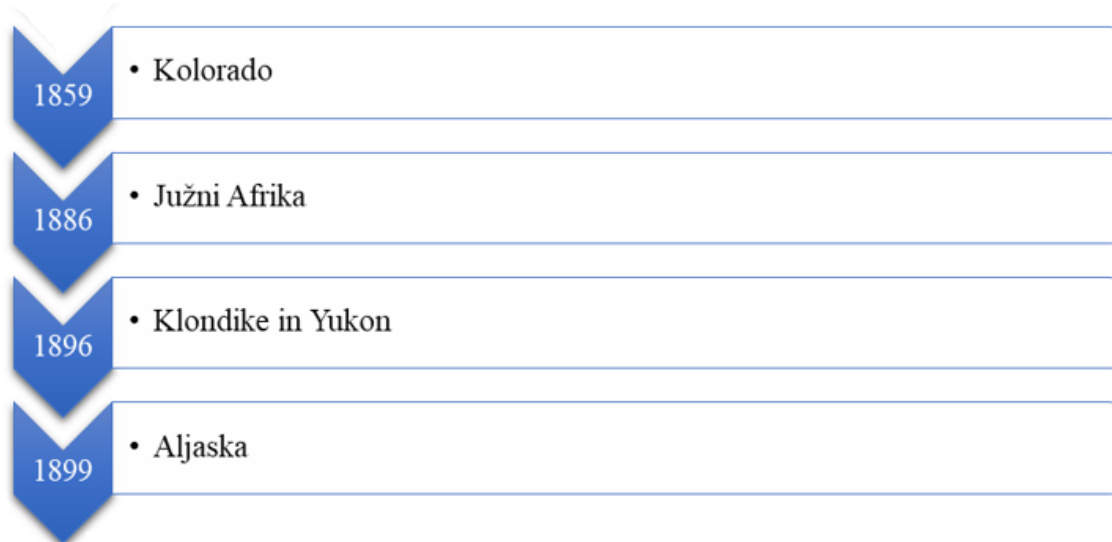 1859
• Kolorado
1886
• Južni Afrika
1896
• Klondike in Yukon
1899
• Aljaska